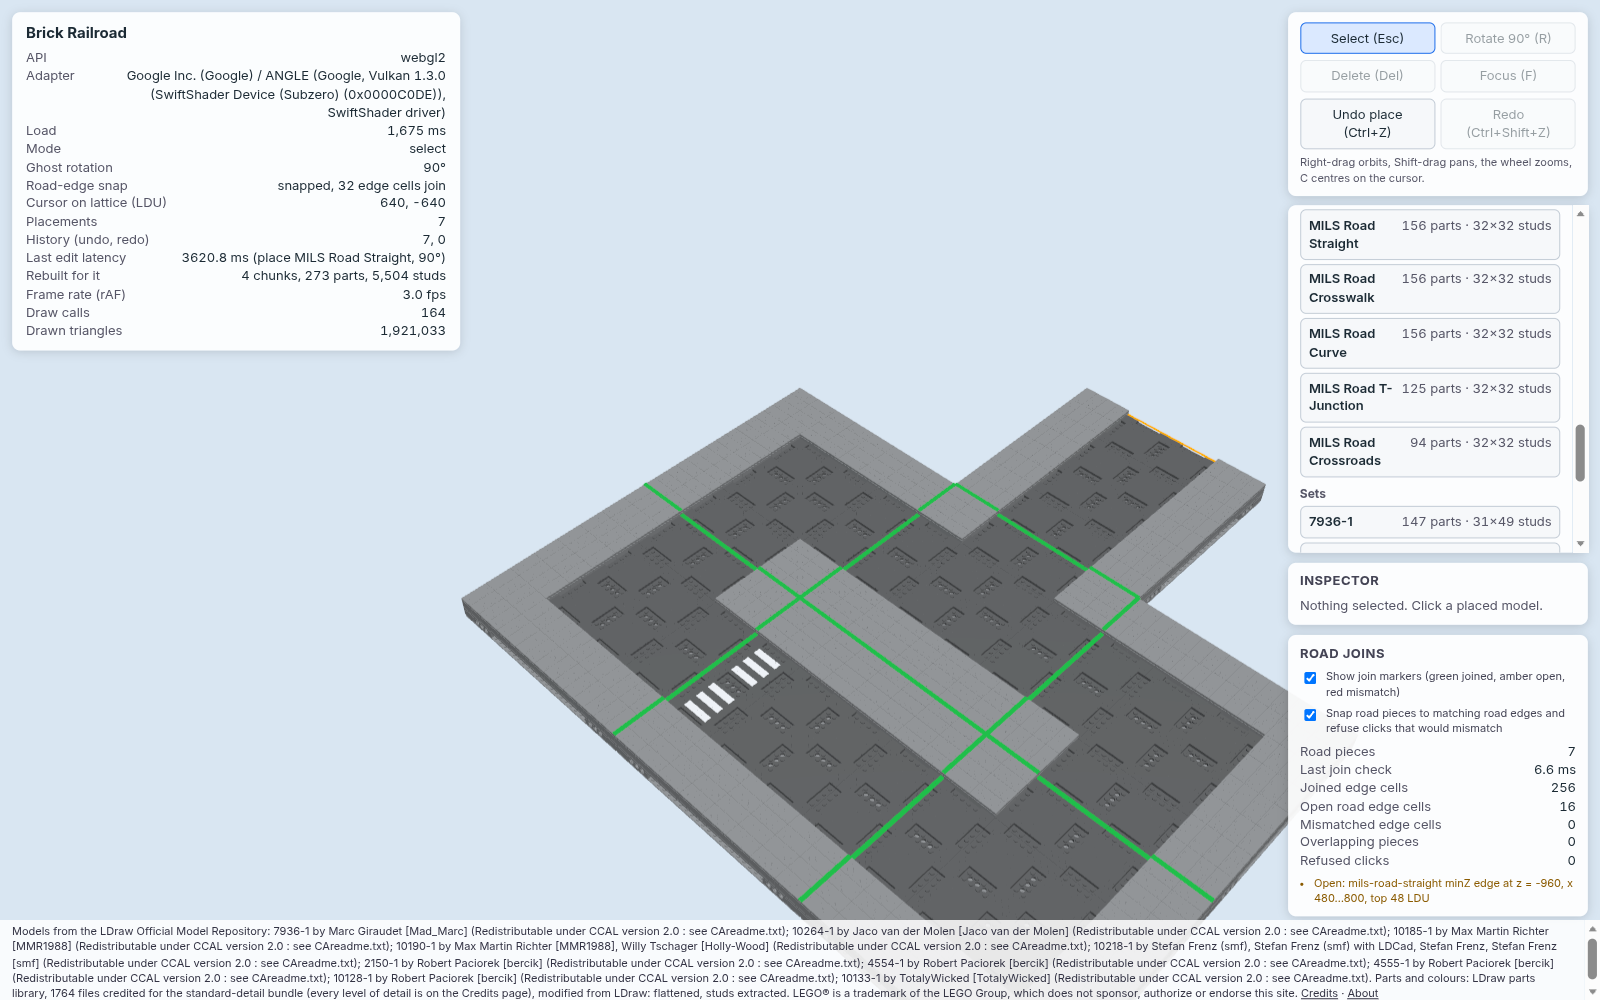 Brick Railroad
API webgl2
Adapter Google Inc. (Google) / ANGLE (Google, Vulkan 1.3.0
(SwiftShader Device (Subzero) (0x0000C0DE)),
SwiftShader driver)
Load 1,675 ms
Mode select
Ghost rotation 90°
Road-edge snap snapped, 32 edge cells join
Cursor on lattice (LDU) 640, -640
Placements 7
History (undo, redo) 7, 0
Last edit latency 3620.8 ms (place MILS Road Straight, 90°)
Rebuilt for it 4 chunks, 273 parts, 5,504 studs
Frame rate (rAF) 3.0 fps
Draw calls 164
Drawn triangles 1,921,033
Select (Esc) Rotate 90° (R)
Delete (Del) Focus (F)
Undo place
(Ctrl+Z)
Redo
(Ctrl+Shift+Z)
Right-drag orbits, Shift-drag pans, the wheel zooms,
C centres on the cursor.
MILS Road
Straight
156 parts · 32×32 studs
MILS Road
Crosswalk
156 parts · 32×32 studs
MILS Road
Curve
156 parts · 32×32 studs
MILS Road T-
Junction
125 parts · 32×32 studs
MILS Road
Crossroads
94 parts · 32×32 studs
Sets
7936-1 147 parts · 31×49 studs
INSPECTOR
Nothing selected. Click a placed model.
ROAD JOINS
Show join markers (green joined, amber open,
red mismatch)
Snap road pieces to matching road edges and
refuse clicks that would mismatch
Road pieces 7
Last join check 6.6 ms
Joined edge cells 256
Open road edge cells 16
Mismatched edge cells 0
Overlapping pieces 0
Refused clicks 0
• Open: mils-road-straight minZ edge at z = -960, x
480...800, top 48 LDU
Models from the LDraw Official Model Repository: 7936-1 by Marc Giraudet [Mad_Marc] (Redistributable under CCAL version 2.0 : see CAreadme.txt); 10264-1 by Jaco van der Molen [Jaco van der Molen] (Redistributable under CCAL version 2.0 : see CAreadme.txt); 10185-1 by Max Martin Richter
[MMR1988] (Redistributable under CCAL version 2.0 : see CAreadme.txt); 10190-1 by Max Martin Richter [MMR1988], Willy Tschager [Holly-Wood] (Redistributable under CCAL version 2.0 : see CAreadme.txt); 10218-1 by Stefan Frenz (smf), Stefan Frenz (smf) with LDCad, Stefan Frenz, Stefan Frenz
[smf] (Redistributable under CCAL version 2.0 : see CAreadme.txt); 2150-1 by Robert Paciorek [bercik] (Redistributable under CCAL version 2.0 : see CAreadme.txt); 4554-1 by Robert Paciorek [bercik] (Redistributable under CCAL version 2.0 : see CAreadme.txt); 4555-1 by Robert Paciorek [bercik]
(Redistributable under CCAL version 2.0 : see CAreadme.txt); 10128-1 by Robert Paciorek [bercik] (Redistributable under CCAL version 2.0 : see CAreadme.txt); 10133-1 by TotalyWicked [TotalyWicked] (Redistributable under CCAL version 2.0 : see CAreadme.txt). Parts and colours: LDraw parts
library, 1764 files credited for the standard-detail bundle (every level of detail is on the Credits page), modified from LDraw: flattened, studs extracted. LEGO® is a trademark of the LEGO Group, which does not sponsor, authorize or endorse this site. Credits · About